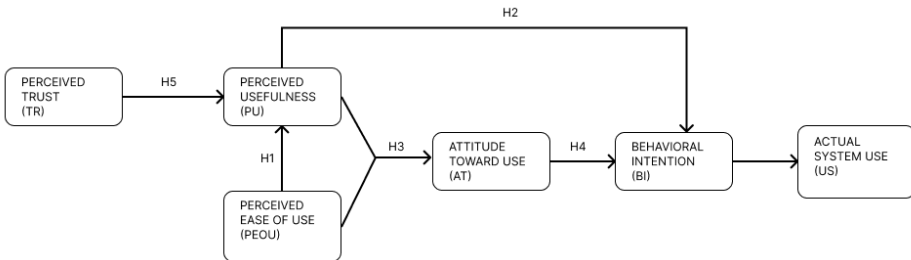 H2
PERCEIVED
TRUST
(TR)
H5
PERCEIVED
USEFULNESS
(PU)
H1
PERCEIVED
EASE OF USE
(PEOU)
H3
ATTITUDE
TOWARD USE
(AT)
H4
BEHAVIORAL
INTENTION
(BI)
ACTUAL
SYSTEM USE
(US)